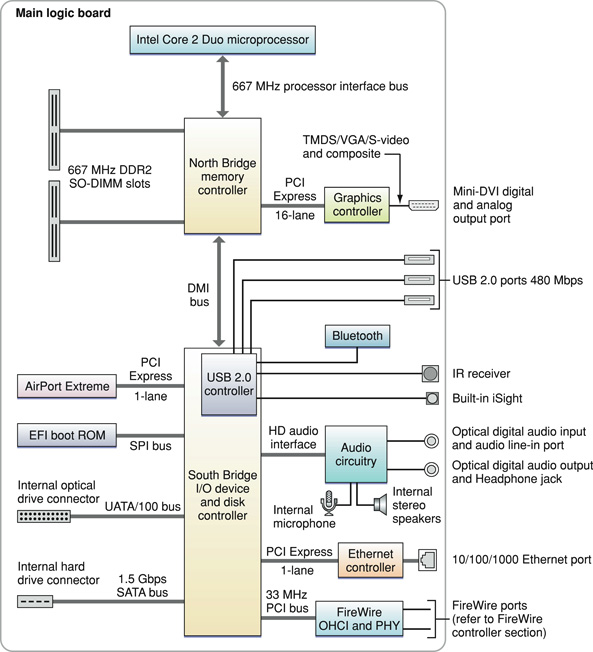 Main logic board
Intel Core 2 Duo microprocessor
667 MHz processor interface bus
667 MHz DDR2
SO-DIMM slots
North Bridge
memory
controller
TMDS/VGA/S-video
and composite
PCI
Express
16-lane
Graphics
controller
Mini-DVI digital
and analog
output port
DMI
bus
USB 2.0 ports 480 Mbps
Bluetooth
USB 2.0
controller
IR receiver
Built-in iSight
AirPort Extreme
PCI
Express
1-lane
EFI boot ROM
SPI bus
HD audio
interface
Audio
circuitry
Optical digital audio input
and audio line-in port
Optical digital audio output
and Headphone jack
Internal
microphone
Internal
stereo
speakers
South Bridge
I/O device
and disk
controller
Internal optical
drive connector
UATA/100 bus
PCI Express
1-lane
Ethernet
controller
10/100/1000 Ethernet port
Internal hard
drive connector
1.5 Gbps
SATA bus
33 MHz
PCI bus
FireWire
OHCI and PHY
FireWire ports
(refer to FireWire
controller section)